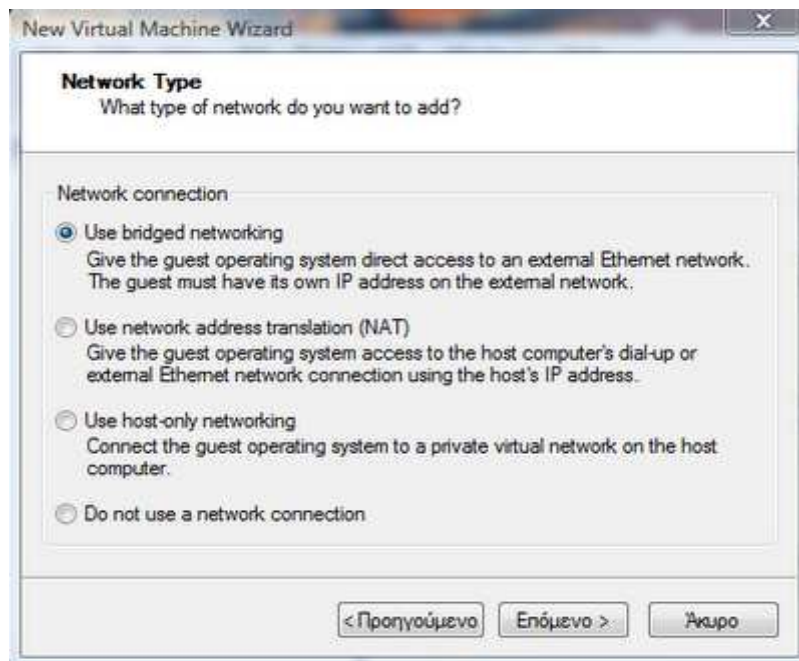 New Virtual Machine Wizard
X
Network Type
What type of network do you want to add?
Network connection
Use bridged networking
Give the guest operating system direct access to an external Ethernet network.
The guest must have its own IP address on the external network.
Use network address translation (NAT)
Give the guest operating system access to the host computer's dial-up or
external Ethernet network connection using the host's IP address.
Use host-only networking
Connect the guest operating system to a private virtual network on the host
computer.
Do not use a network connection
< Προηγούμενο
Επόμενο >
Άκυρο